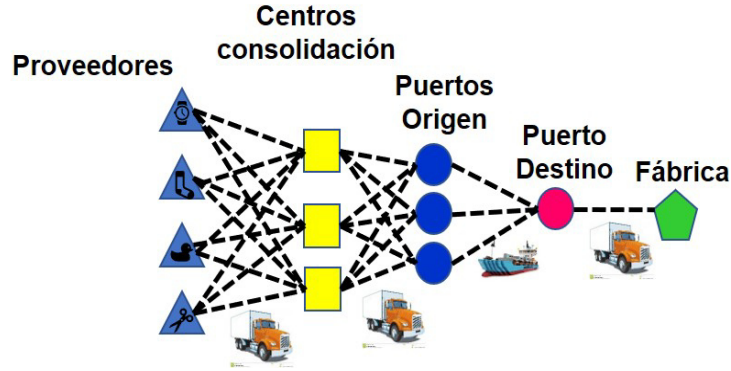 Centros
consolidación
Proveedores
Puertos
Origen
Puerto
Destino
Fábrica